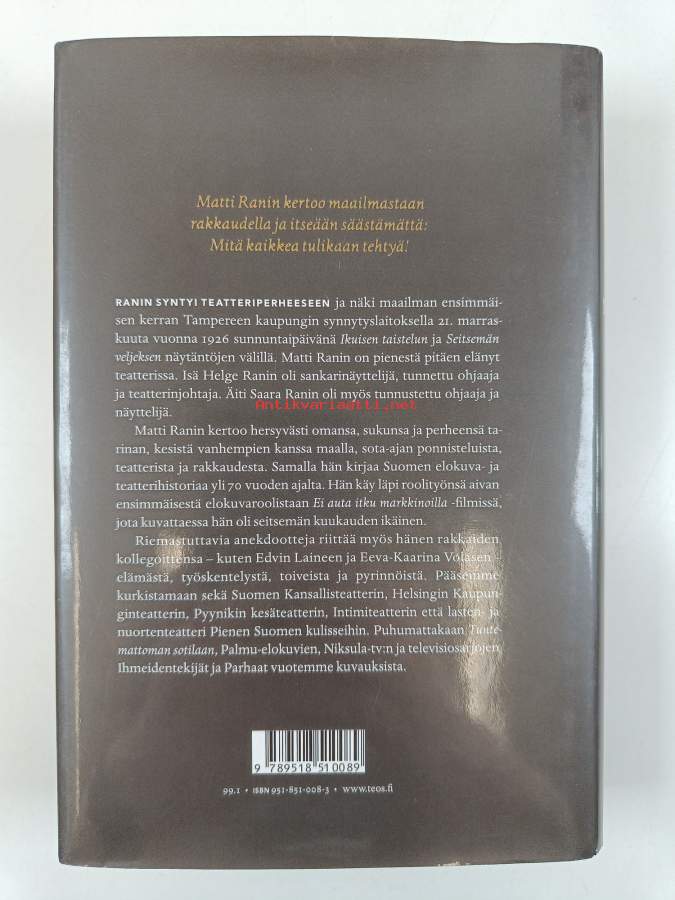 Matti Ranin kertoo maailmastaan
rakkaudella ja itseään säästämättä:
Mitä kaikkea tulikaan tehtyä!
RANIN SYNTYI TEATTERIPERHEESEEN ja näki maailman ensimmäi-
sen kerran Tampereen kaupungin synnytyslaitoksella 21. marras-
kuuta vuonna 1926 sunnuntaipäivänä Ikuisen taistelun ja Seitsemän
veljeksen näytäntöjen välillä. Matti Ranin on pienestä pitäen elänyt
teatterissa. Isä Helge Ranin oli sankarinäyttelijä, tunnettu ohjaaja
ja teatterinjohtaja. Äiti Saara Ranin oli myös tunnustettu ohjaaja ja
Antikvariaatti.net
näyttelijä.
Matti Ranin kertoo hersyvästi omansa, sukunsa ja perheensä ta-
rinan, kesistä vanhempien kanssa maalla, sota-ajan ponnisteluista,
teatterista ja rakkaudesta. Samalla hän kirjaa Suomen elokuva- ja
teatterihistoriaa yli 70 vuoden ajalta. Hän käy läpi roolityönsä aivan
ensimmäisestä elokuvaroolistaan Ei auta itku markkinoilla -filmissä,
jota kuvattaessa hän oli seitsemän kuukauden ikäinen.
Riemastuttavia anekdootteja riittää myös hänen rakkaiden
kollegoittensa – kuten Edvin Laineen ja Eeva-Kaarina Volasen –
elämästä, työskentelystä, toiveista ja pyrinnöistä. Pääsemme
kurkistamaan sekä Suomen Kansallisteatterin, Helsingin Kaupun-
ginteatterin, Pyynikin kesäteatterin, Intimiteatterin että lasten- ja
nuortenteatteri Pienen Suomen kulisseihin. Puhumattakaan Tunte-
mattoman sotilaan, Palmu-elokuvien, Niksula-tv:n ja televisiosarjojen
Ihmeidentekijät ja Parhaat vuotemme kuvauksista.
9 789518 510089
99.1 • ISBN 951-851-008-3 • www.teos.fi